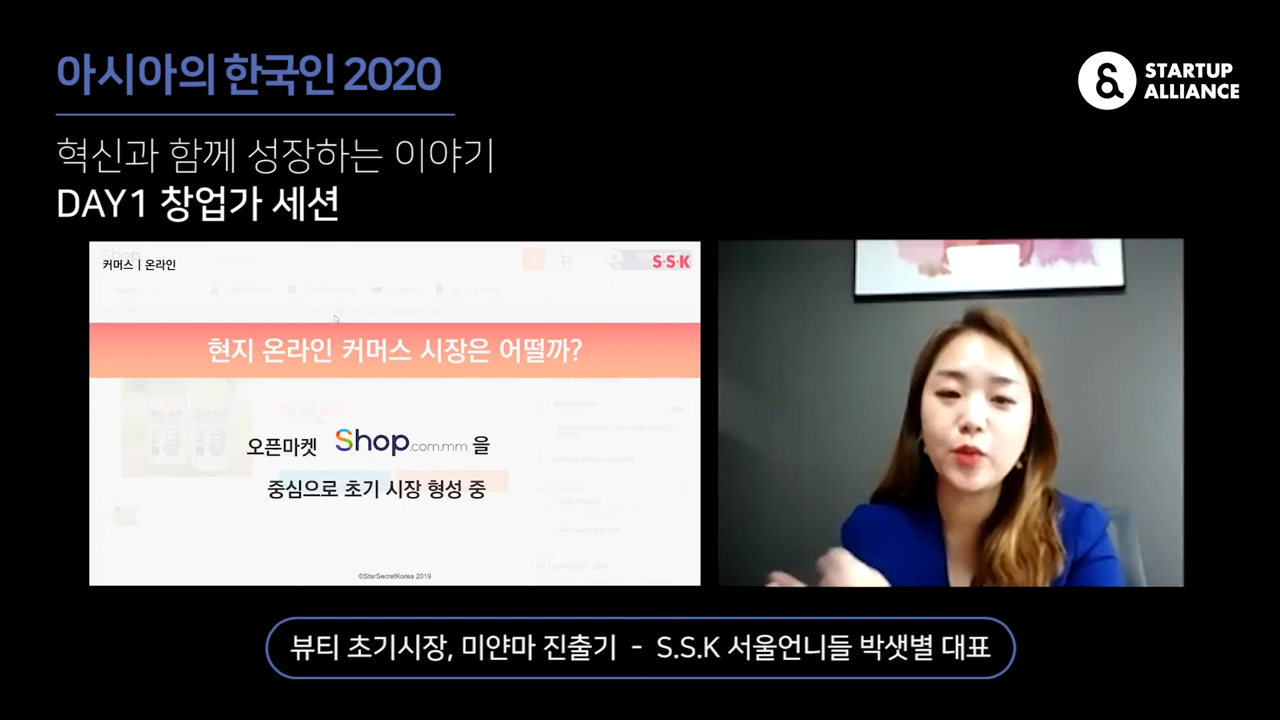 아시아의 한국인 2020
STARTUP
ALLIANCE
혁신과 함께 성장하는 이야기
DAY1 창업가 세션
커머스 | 온라인
S·S·K
현지 온라인 커머스 시장은 어떨까?
오픈마켓 Shop.com.mm 을
중심으로 초기 시장 형성 중
©StarSecretKorea 2019
뷰티 초기시장, 미얀마 진출기 - S.S.K 서울언니들 박샛별 대표